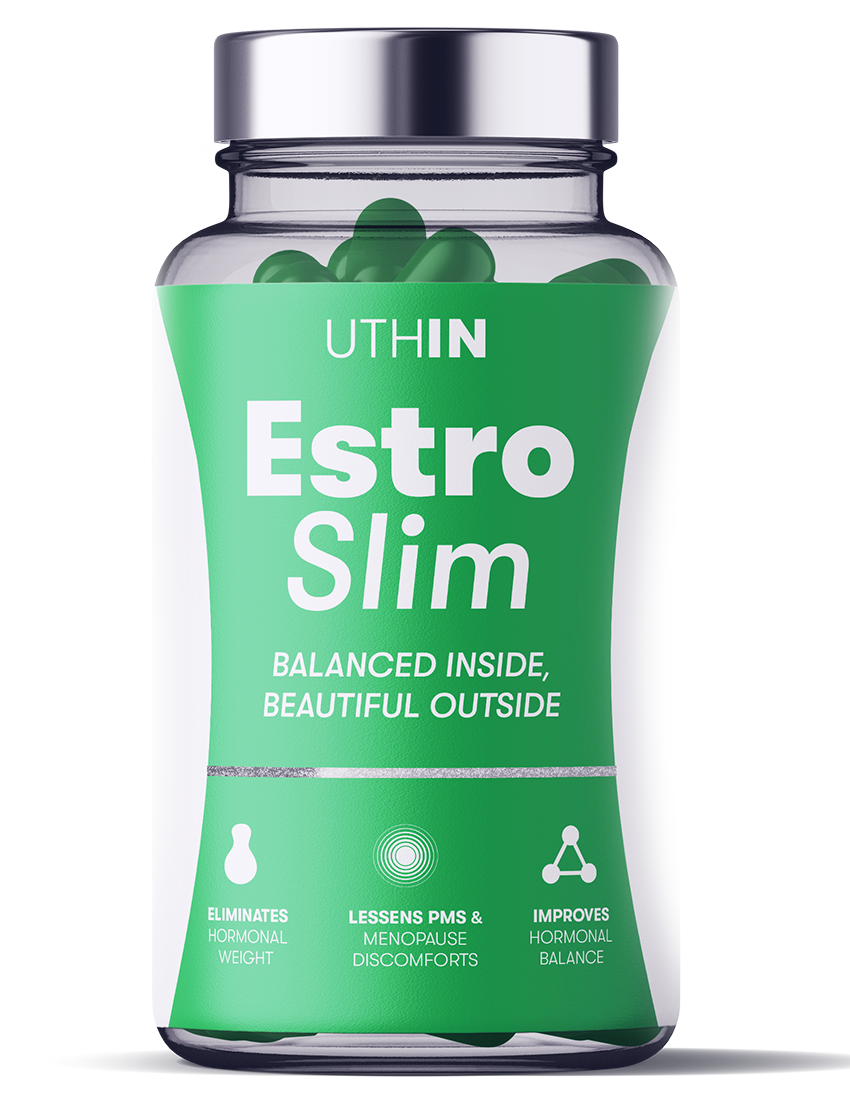 UTHIN
Estro
Slim
BALANCED INSIDE,
BEAUTIFUL OUTSIDE
ELIMINATES
HORMONAL
WEIGHT
LESSENS PMS &
MENOPAUSE
DISCOMFORTS
IMPROVES
HORMONAL
BALANCE